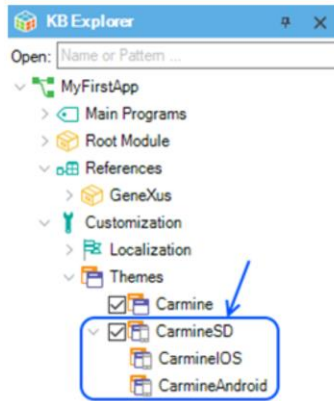 KB Explorer
Open: Name or Pattern ...
MyFirstApp
Main Programs
Root Module
References
GeneXus
Customization
Localization
Themes
Carmine
CarmineSD
CarmineIOS
CarmineAndroid